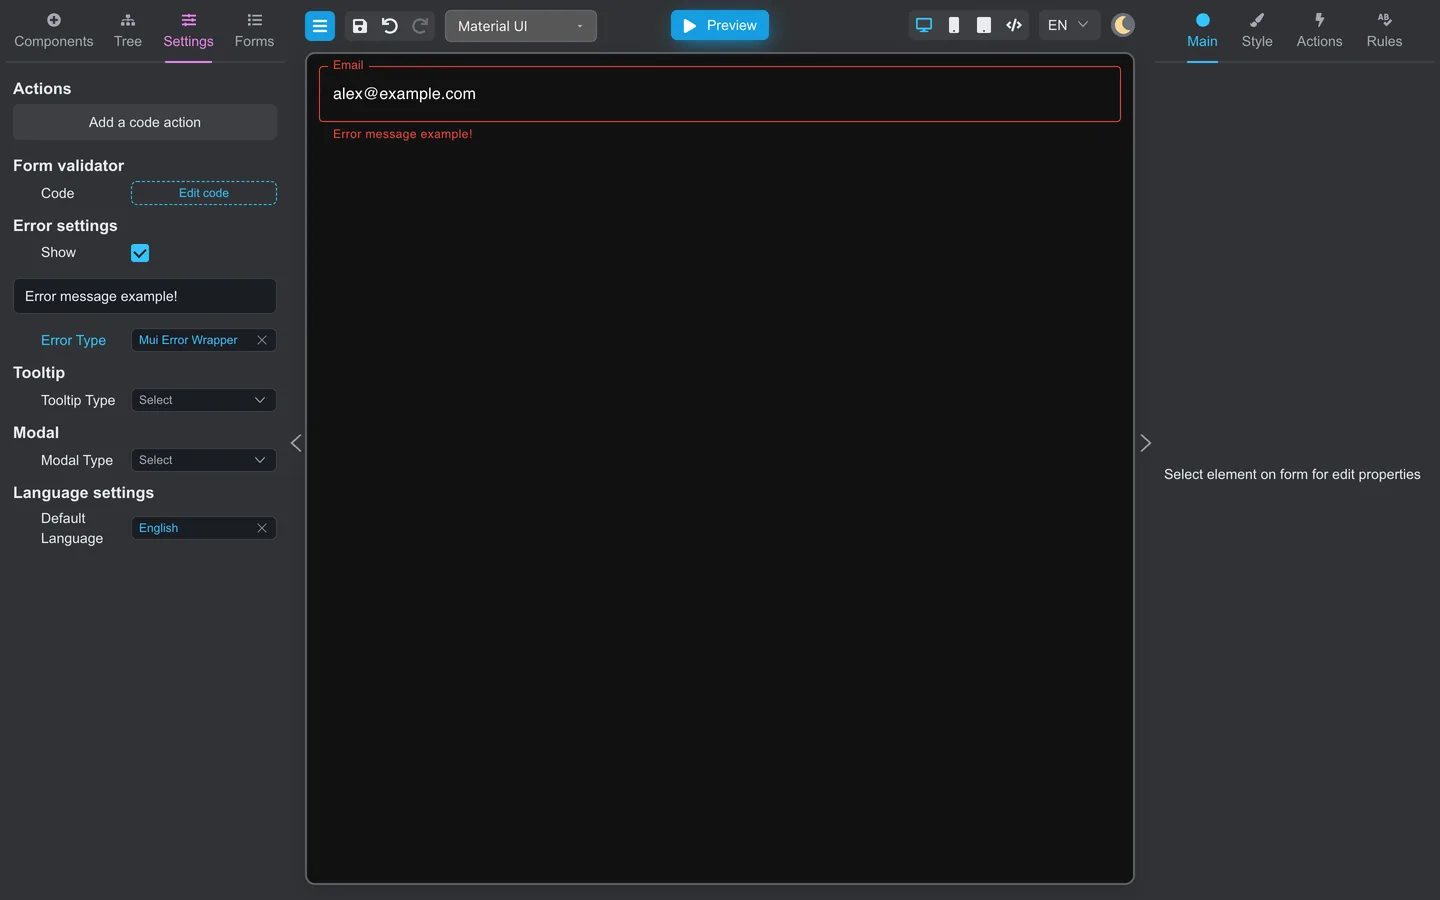 Components
Tree
Settings
Forms
Material UI
Preview
EN
Main
Style
Actions
AB
Rules
Actions
Add a code action
Form validator
Code
Edit code
Error settings
Show
Error message example!
Error Type
Mui Error Wrapper
Tooltip
Tooltip Type
Select
Modal
Modal Type
Select
Language settings
Default
Language
English
Email
alex@example.com
Error message example!
Select element on form for edit properties